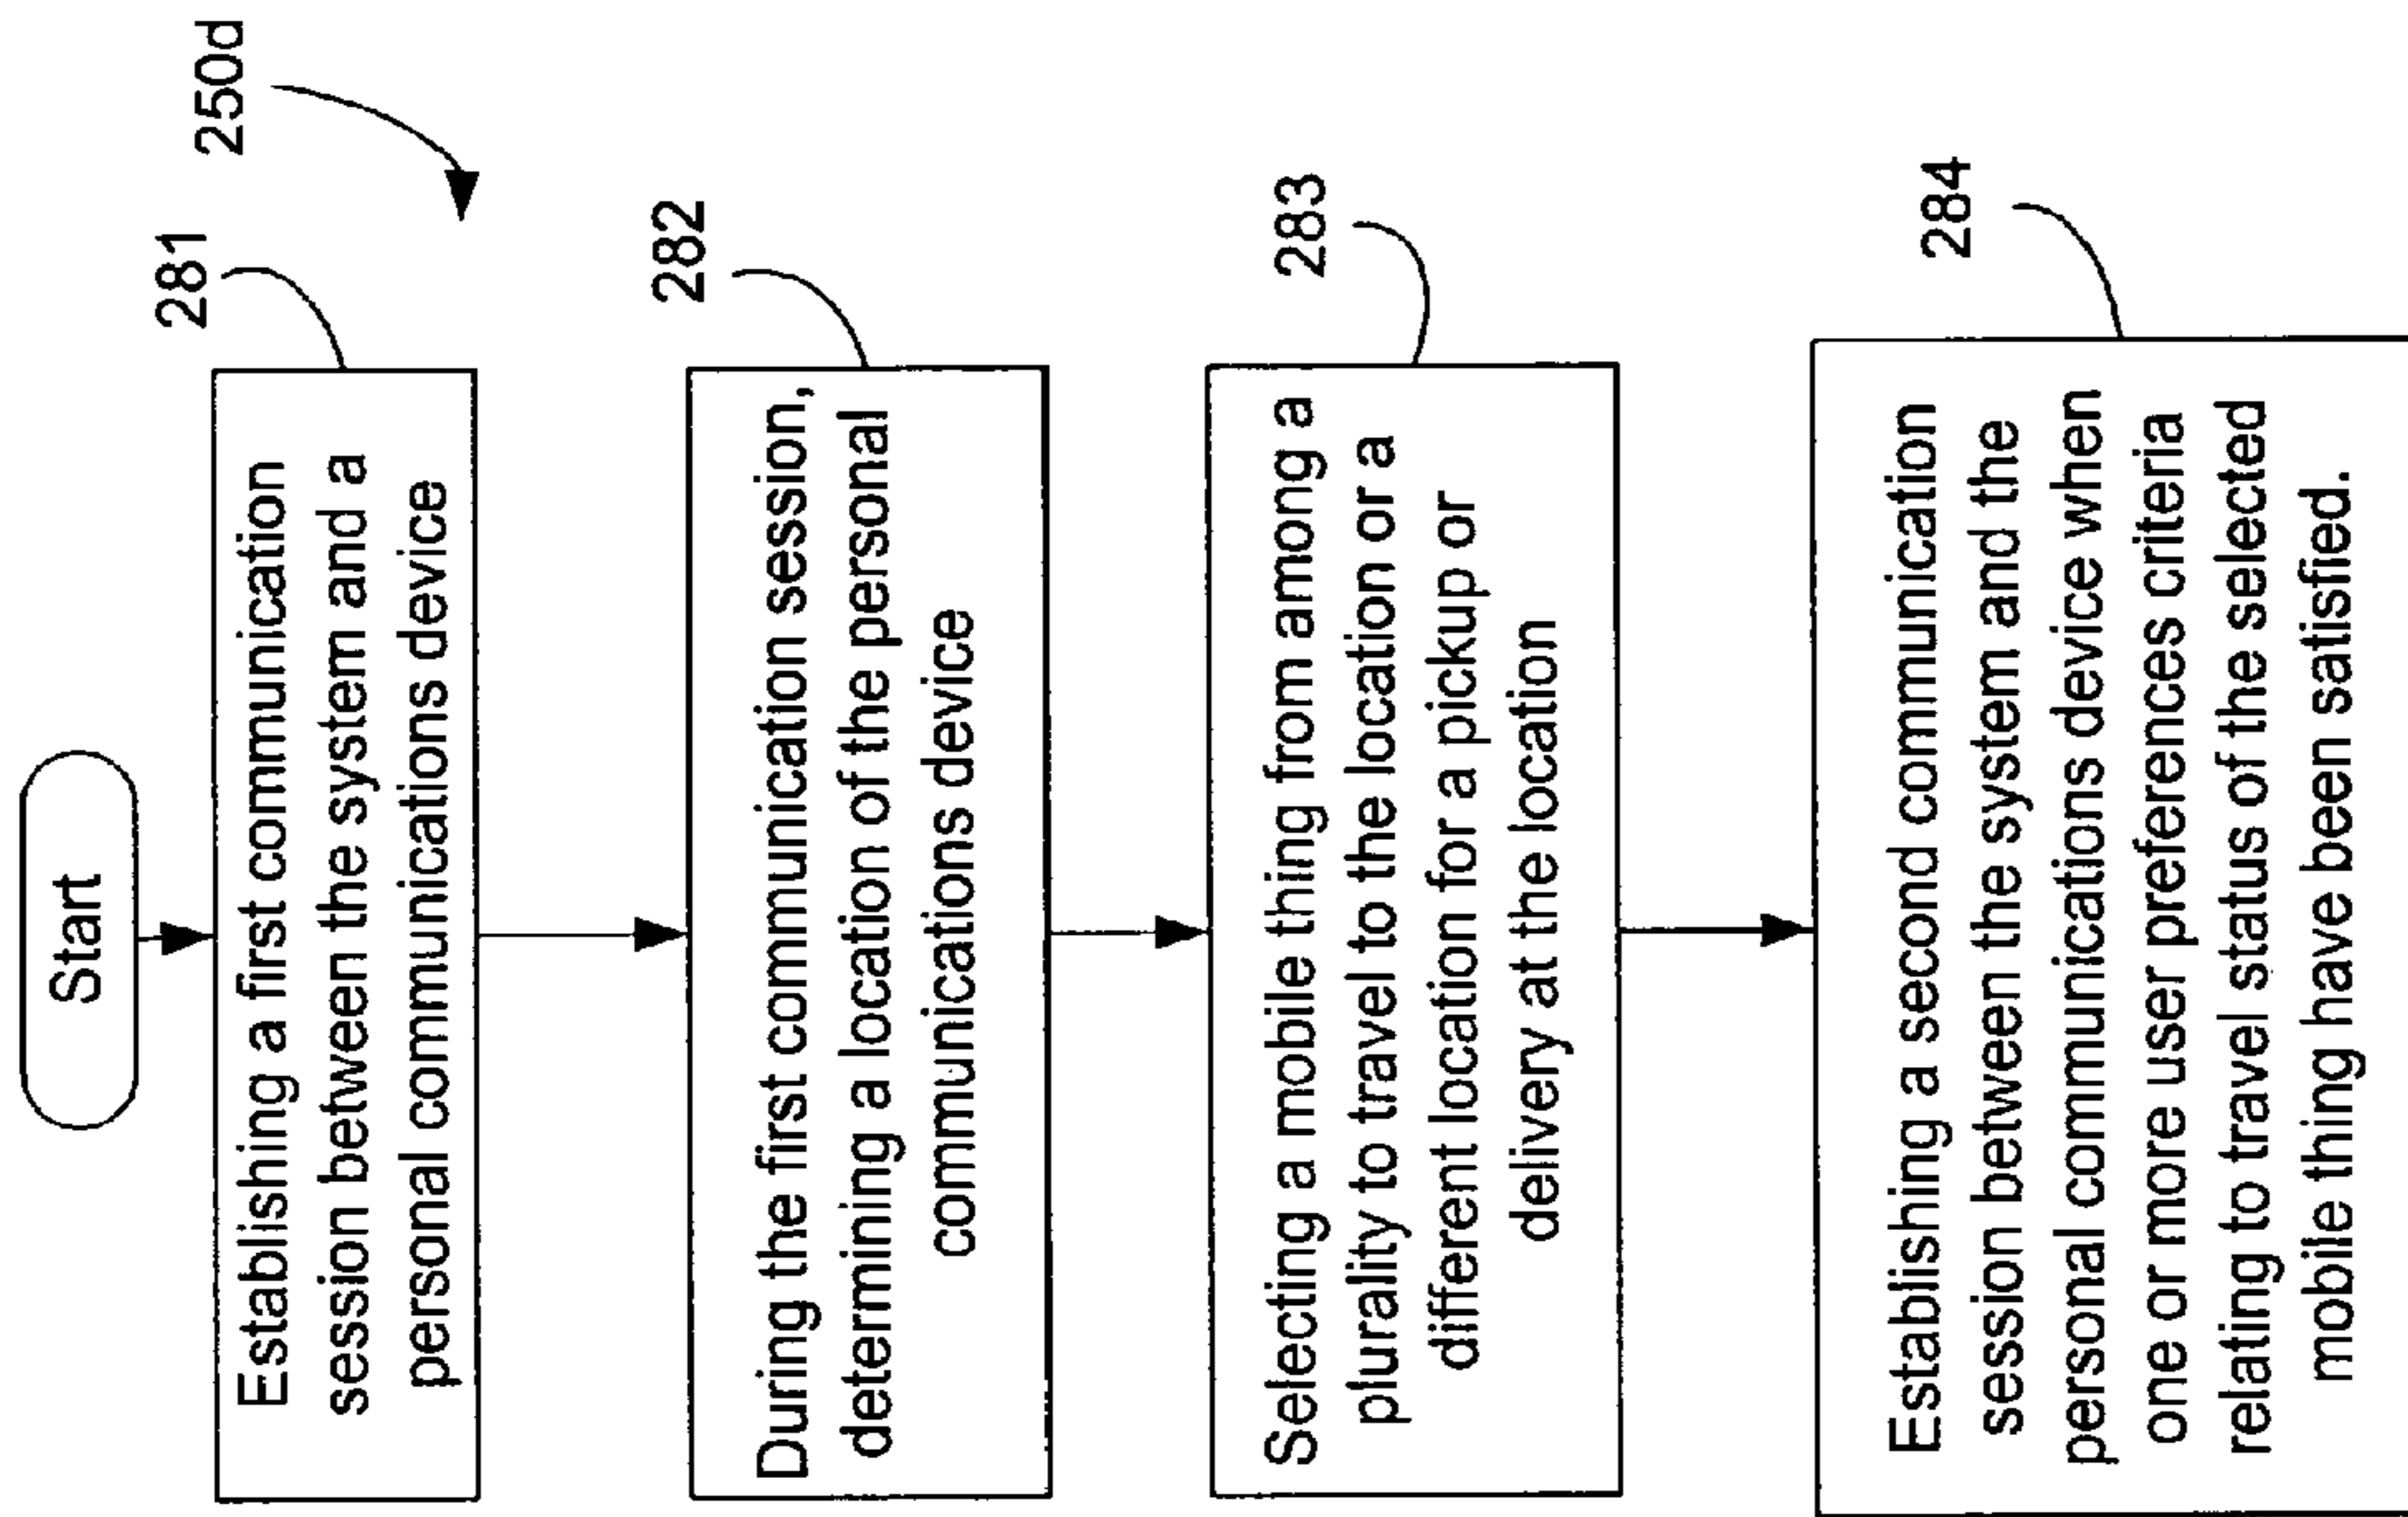 Start
250d
281
Establishing a first communication
session between the system and a
personal communications device
282
During the first communication session,
determining a location of the personal
communications device
283
Selecting a mobile thing from among a
plurality to travel to the location or a
different location for a pickup or
delivery at the location
284
Establishing a second communication
session between the system and the
personal communications device when
one or more user preferences criteria
relating to travel status of the selected
mobile thing have been satisfied.